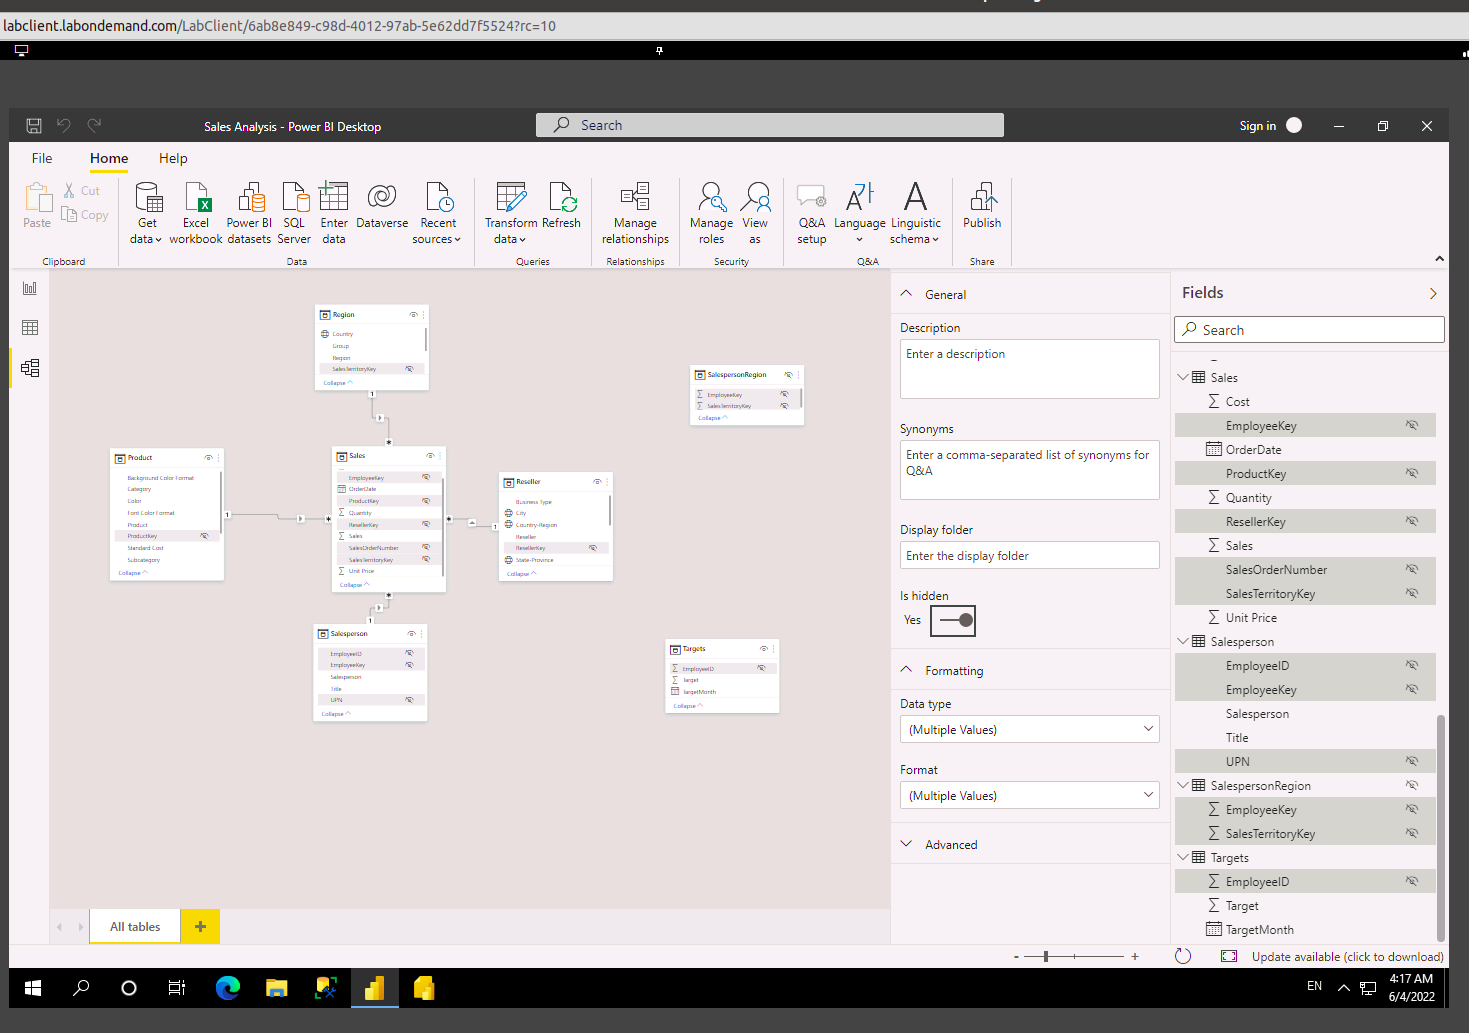 labclient.labondemand.com/LabClient/6ab8e849-c98d-4012-97ab-5e62dd7f5524?rc=10
Sales Analysis - Power BI Desktop
Search
Sign in
File Home Help
Paste
Cut
Copy
Get data
Excel workbook
Power BI datasets
SQL Server
Enter data
Dataverse
Recent sources
Transform data
Refresh
Manage relationships
Manage roles
View as
Q&A setup
Language
Linguistic schema
Publish
Clipboard
Data
Queries
Relationships
Security
Q&A
Share
Region
Country
Group
Region
SalesTerritoryKey
Collapse
1
*
SalespersonRegion
EmployeeKey
SalesTerritoryKey
Collapse
Product
Background Color Format
Category
Color
Font Color Format
Product
ProductKey
Standard Cost
Subcategory
Collapse
1
*
Sales
EmployeeKey
OrderDate
ProductKey
Quantity
ResellerKey
Sales
SalesOrderNumber
SalesTerritoryKey
Unit Price
Collapse
*
1
Reseller
Business Type
City
Country-Region
Reseller
ResellerKey
State-Province
Collapse
*
1
Salesperson
EmployeeID
EmployeeKey
Salesperson
Title
UPN
Collapse
Targets
EmployeeID
Target
TargetMonth
Collapse
All tables
+
General
Description
Enter a description
Synonyms
Enter a comma-separated list of synonyms for
Q&A
Display folder
Enter the display folder
Is hidden
Yes
Formatting
Data type
(Multiple Values)
Format
(Multiple Values)
Advanced
Fields
Search
Sales
Cost
EmployeeKey
OrderDate
ProductKey
Quantity
ResellerKey
Sales
SalesOrderNumber
SalesTerritoryKey
Unit Price
Salesperson
EmployeeID
EmployeeKey
Salesperson
Title
UPN
SalespersonRegion
EmployeeKey
SalesTerritoryKey
Targets
EmployeeID
Target
TargetMonth
- +
Update available (click to download)
EN
4:17 AM
6/4/2022